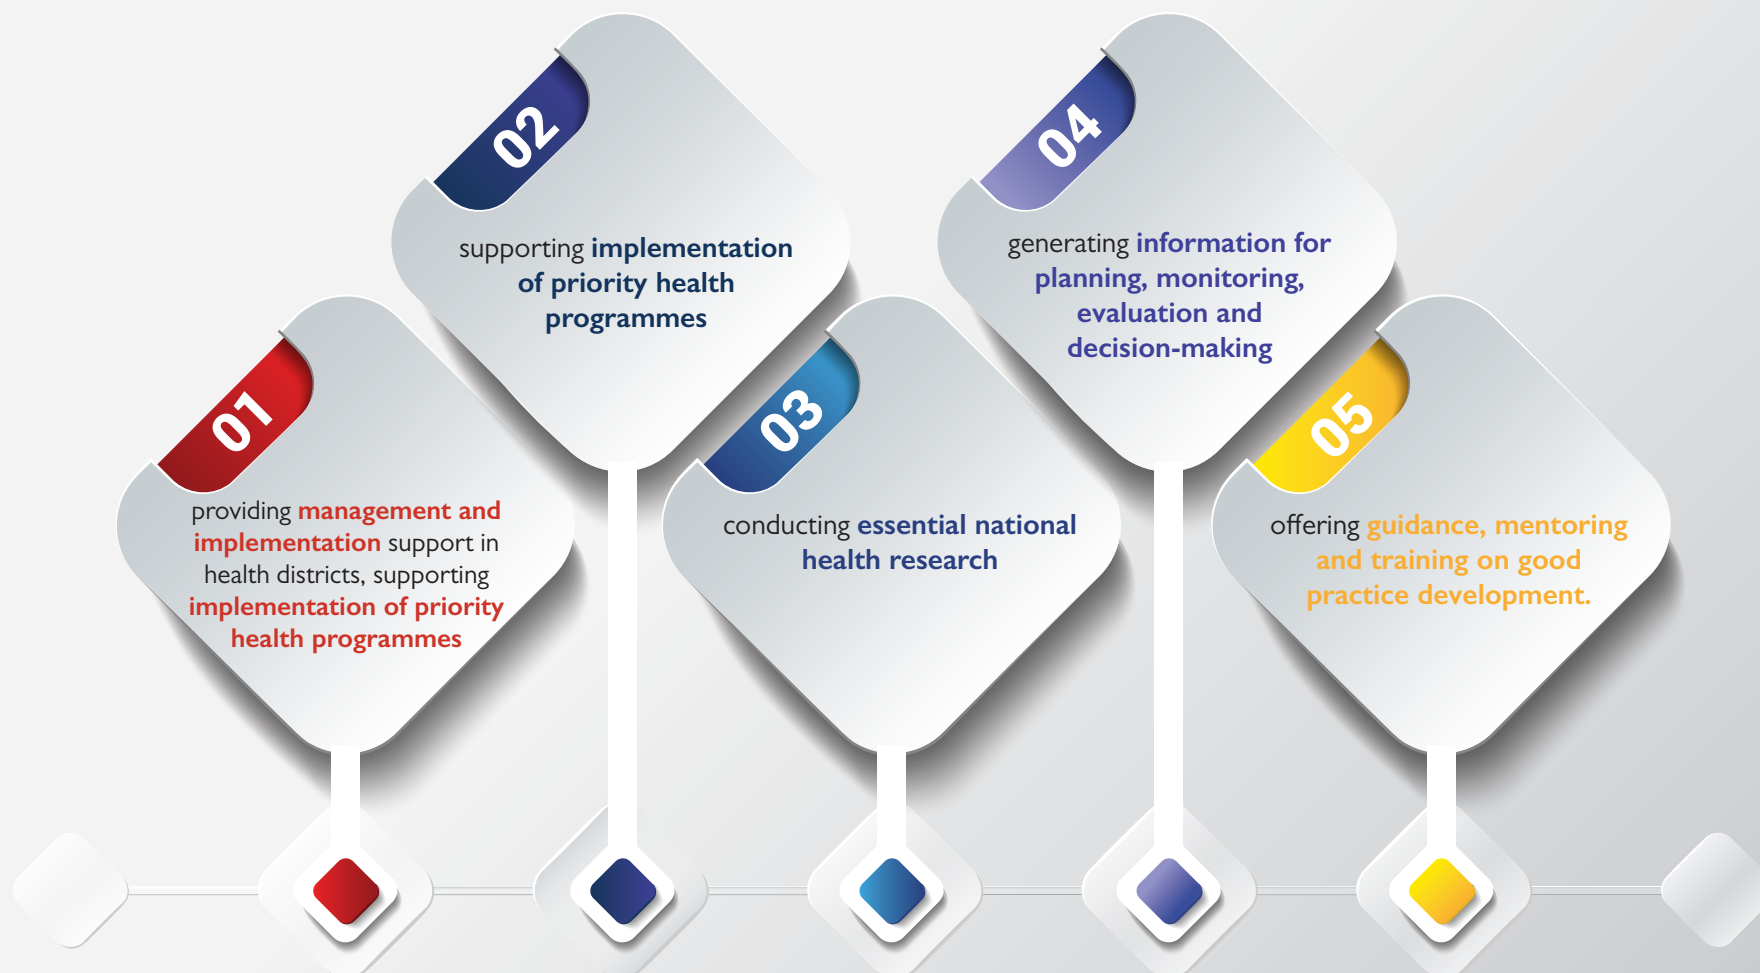 01
providing management and
implementation support in
health districts, supporting
implementation of priority
health programmes
02
supporting implementation
of priority health
programmes
03
conducting essential national
health research
04
generating information for
planning, monitoring,
evaluation and
decision-making
05
offering guidance, mentoring
and training on good
practice development.